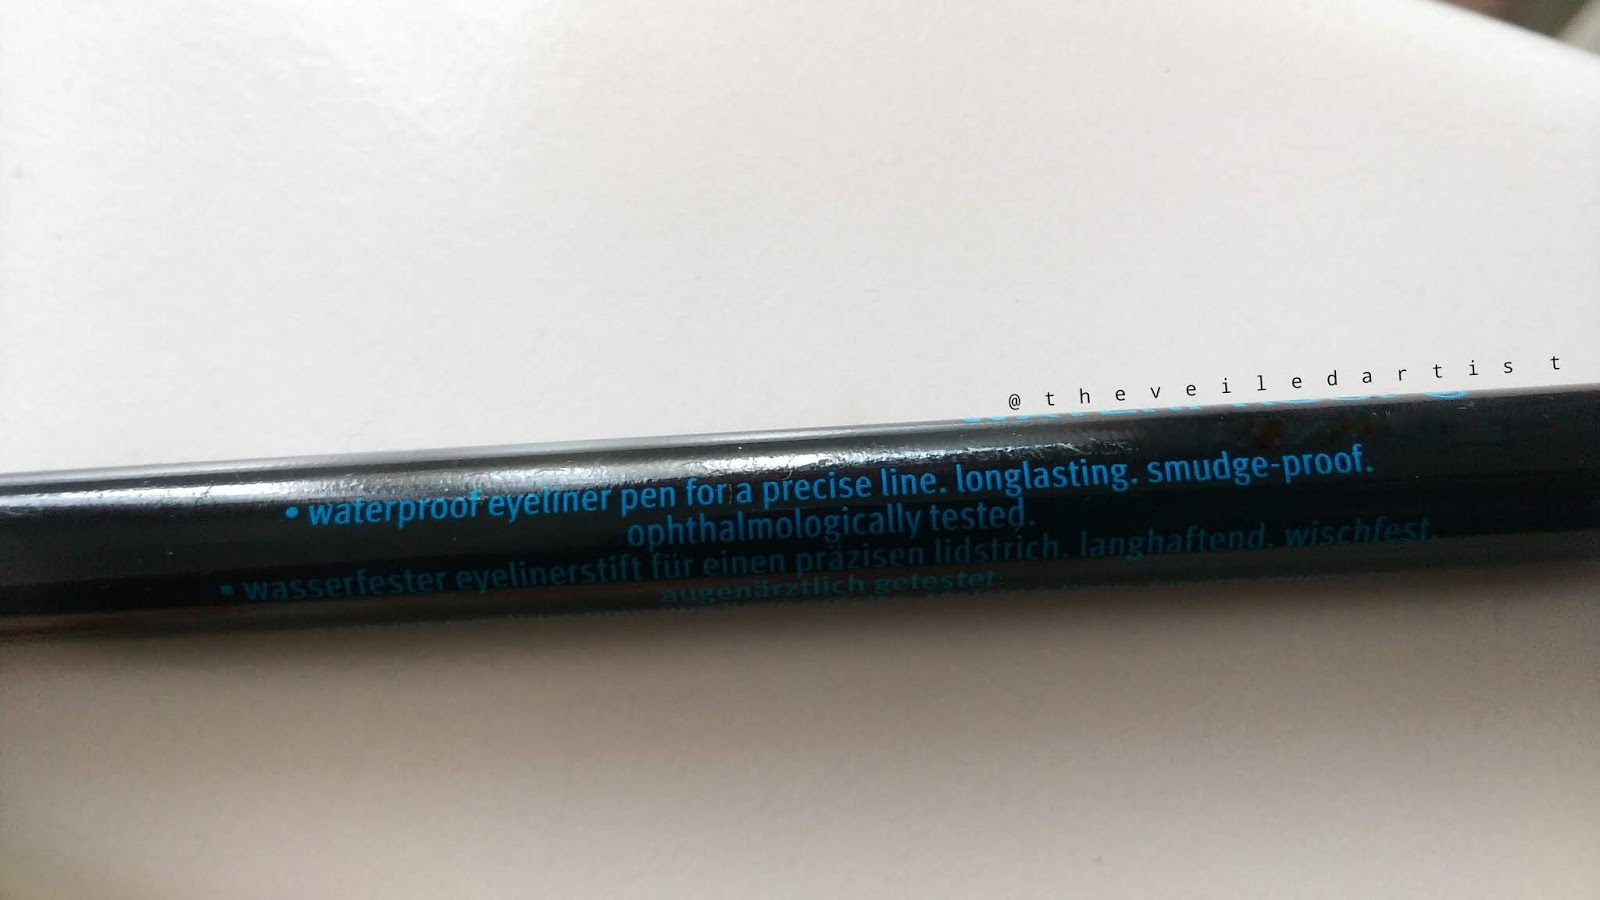 @theveiledartist
• waterproof eyeliner pen for a precise line. longlasting. smudge-proof.
ophthalmologically tested.
• wasserfester eyelinerstift für einen präzisen lidstrich. langhaftend. wischfest.
augenärztlich getestet.